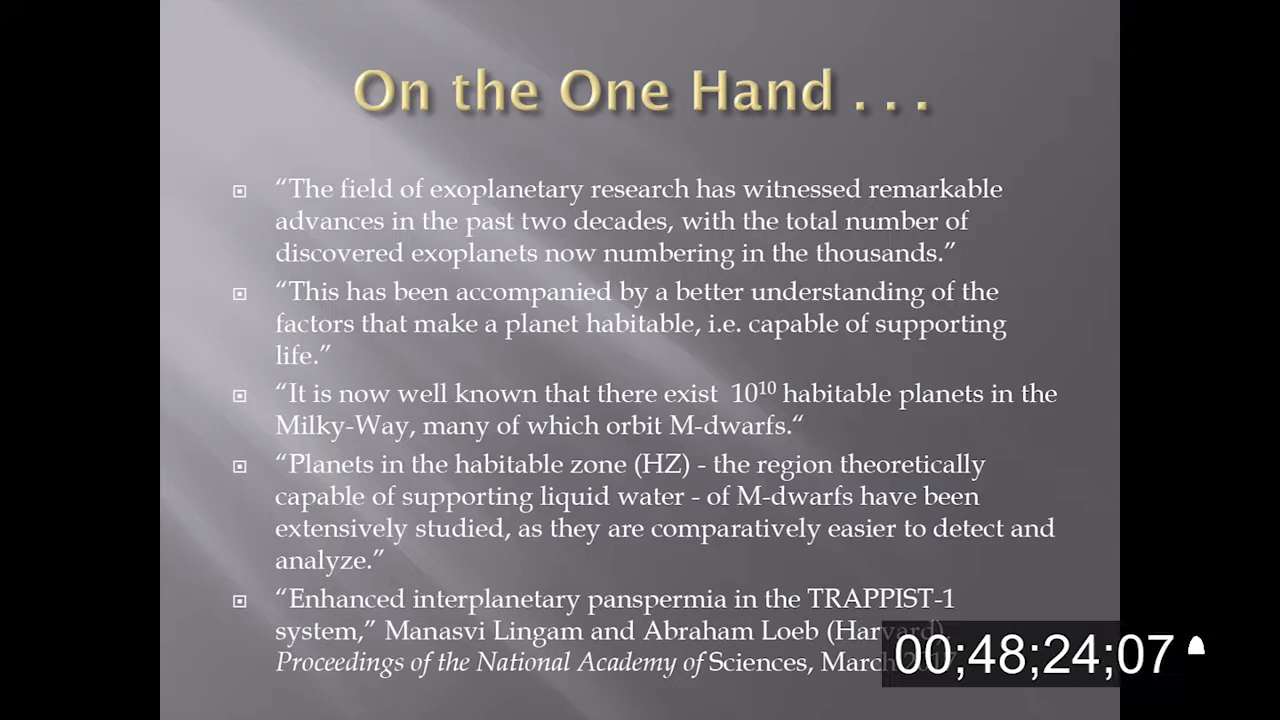 On the One Hand . . .
“The field of exoplanetary research has witnessed remarkable
advances in the past two decades, with the total number of
discovered exoplanets now numbering in the thousands.”
“This has been accompanied by a better understanding of the
factors that make a planet habitable, i.e. capable of supporting
life.”
“It is now well known that there exist 10¹⁰ habitable planets in the
Milky-Way, many of which orbit M-dwarfs.“
“Planets in the habitable zone (HZ) - the region theoretically
capable of supporting liquid water - of M-dwarfs have been
extensively studied, as they are comparatively easier to detect and
analyze.”
“Enhanced interplanetary panspermia in the TRAPPIST-1
system,” Manasvi Lingam and Abraham Loeb (Harvard),
Proceedings of the National Academy of Sciences, March 2017
00;48;24;07